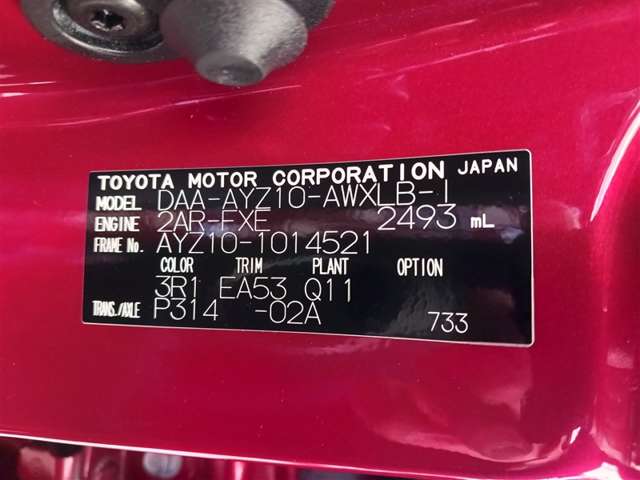 TOYOTA MOTOR CORPORATION JAPAN
MODEL DAA-AYZ10-AWXLB-I
ENGINE 2AR-FXE 2493 mL
FRAME No. AYZ10-1014521
COLOR TRIM PLANT OPTION
3R1 EA53 Q11
TRANS./AXLE P314 -02A 733